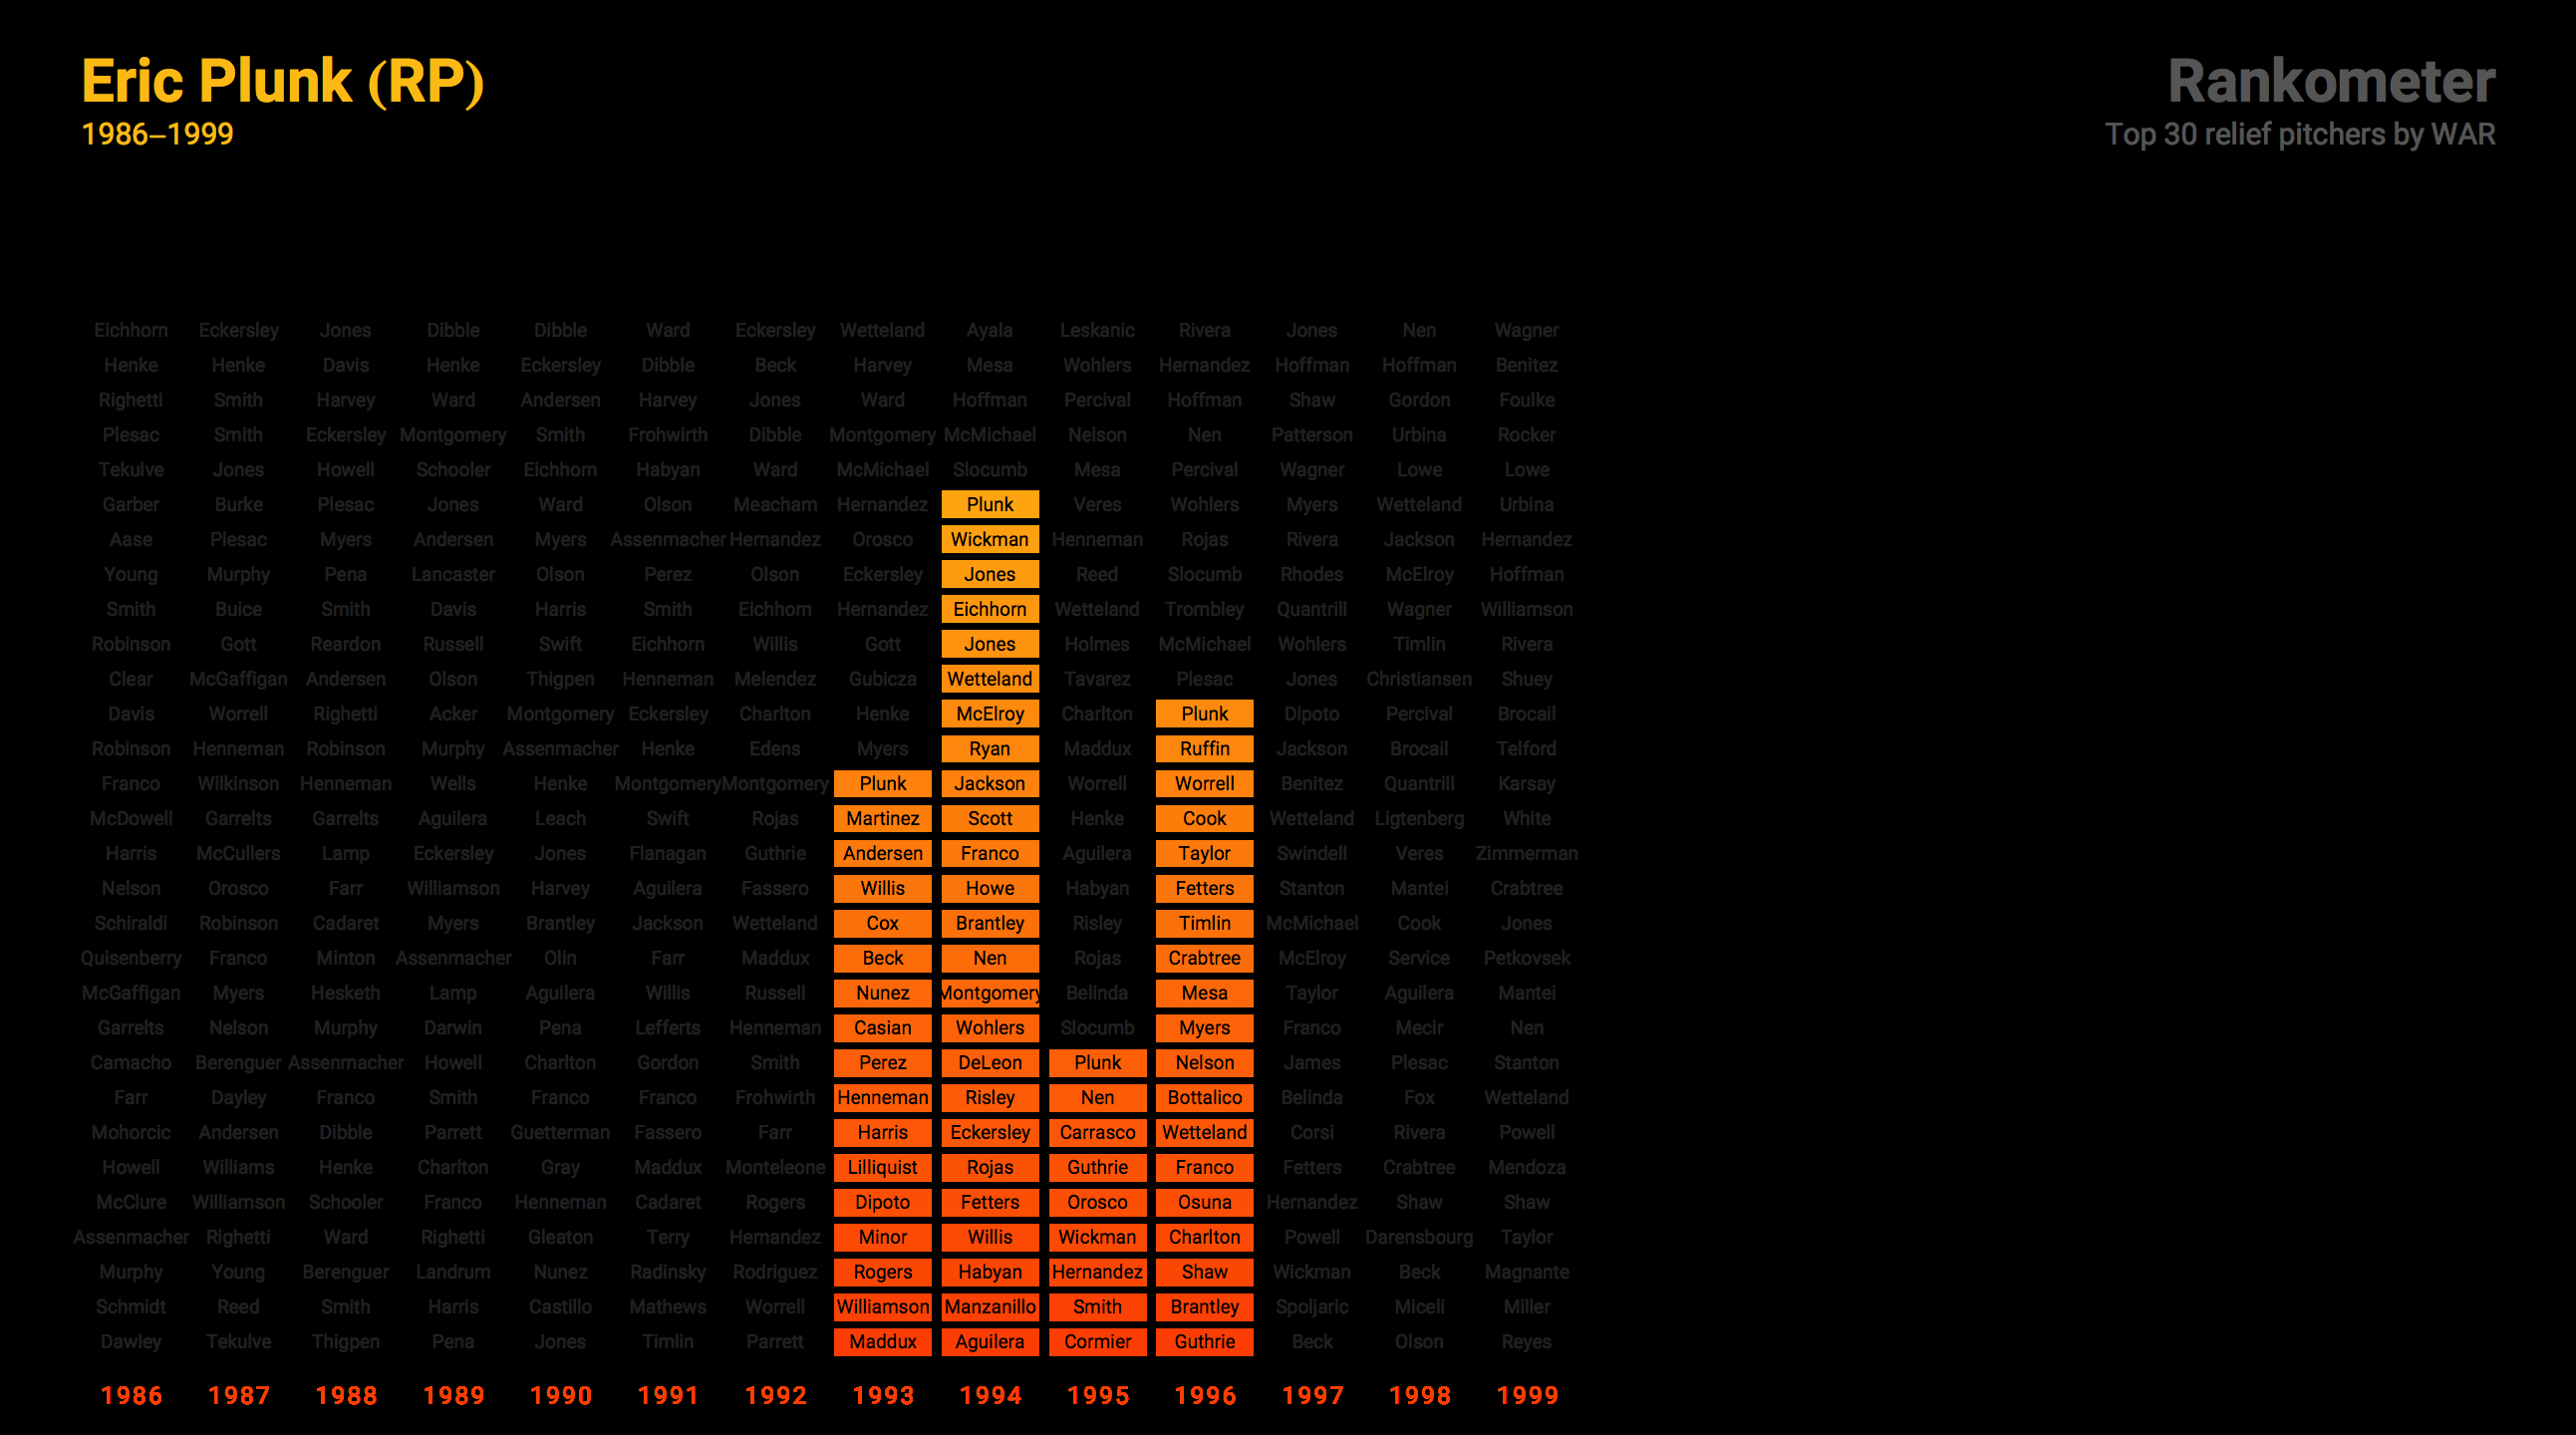 Eric Plunk (RP)
1986–1999
Rankometer
Top 30 relief pitchers by WAR
Eichhorn Eckersley Jones Dibble Dibble Ward Eckersley Wetteland Ayala Leskanic Rivera Jones Nen Wagner
Henke Henke Davis Henke Eckersley Dibble Beck Harvey Mesa Wohlers Hernandez Hoffman Hoffman Benitez
Righetti Smith Harvey Ward Andersen Harvey Jones Ward Hoffman Percival Hoffman Shaw Gordon Foulke
Plesac Smith Eckersley Montgomery Smith Frohwirth Dibble Montgomery McMichael Nelson Nen Patterson Urbina Rocker
Tekulve Jones Howell Schooler Eichhorn Habyan Ward McMichael Slocumb Mesa Percival Wagner Lowe Lowe
Garber Burke Plesac Jones Ward Olson Meacham Hernandez Plunk Veres Wohlers Myers Wetteland Urbina
Aase Plesac Myers Andersen Myers Assenmacher Hernandez Orosco Wickman Henneman Rojas Rivera Jackson Hernandez
Young Murphy Pena Lancaster Olson Perez Olson Eckersley Jones Reed Slocumb Rhodes McElroy Hoffman
Smith Buice Smith Davis Harris Smith Eichhorn Hernandez Eichhorn Wetteland Trombley Quantrill Wagner Williamson
Robinson Gott Reardon Russell Swift Eichhorn Willis Gott Jones Holmes McMichael Wohlers Timlin Rivera
Clear McGaffigan Andersen Olson Thigpen Henneman Melendez Gubicza Wetteland Tavarez Plesac Jones Christiansen Shuey
Davis Worrell Righetti Acker Montgomery Eckersley Charlton Henke McElroy Charlton Plunk Dipoto Percival Brocail
Robinson Henneman Robinson Murphy Assenmacher Henke Edens Myers Ryan Maddux Ruffin Jackson Brocail Telford
Franco Wilkinson Henneman Wells Henke Montgomery Montgomery Plunk Jackson Worrell Worrell Benitez Quantrill Karsay
McDowell Garrelts Garrelts Aguilera Leach Swift Rojas Martinez Scott Henke Cook Wetteland Ligtenberg White
Harris McCullers Lamp Eckersley Jones Flanagan Guthrie Andersen Franco Aguilera Taylor Swindell Veres Zimmerman
Nelson Orosco Farr Williamson Harvey Aguilera Fassero Willis Howe Habyan Fetters Stanton Mantei Crabtree
Schiraldi Robinson Cadaret Myers Brantley Jackson Wetteland Cox Brantley Risley Timlin McMichael Cook Jones
Quisenberry Franco Minton Assenmacher Olin Farr Maddux Beck Nen Rojas Crabtree McElroy Service Petkovsek
McGaffigan Myers Hesketh Lamp Aguilera Willis Russell Nunez Montgomery Belinda Mesa Taylor Aguilera Mantei
Garrelts Nelson Murphy Darwin Pena Lefferts Henneman Casian Wohlers Slocumb Myers Franco Mecir Nen
Camacho Berenguer Assenmacher Howell Charlton Gordon Smith Perez DeLeon Plunk Nelson James Plesac Stanton
Farr Dayley Franco Smith Franco Franco Frohwirth Henneman Risley Nen Bottalico Belinda Fox Wetteland
Mohorcic Andersen Dibble Parrett Guetterman Fassero Farr Harris Eckersley Carrasco Wetteland Corsi Rivera Powell
Howell Williams Henke Charlton Gray Maddux Monteleone Lilliquist Rojas Guthrie Franco Fetters Crabtree Mendoza
McClure Williamson Schooler Franco Henneman Cadaret Rogers Dipoto Fetters Orosco Osuna Hernandez Shaw Shaw
Assenmacher Righetti Ward Righetti Gleaton Terry Hernandez Minor Willis Wickman Charlton Powell Darensbourg Taylor
Murphy Young Berenguer Landrum Nunez Radinsky Rodriguez Rogers Habyan Hernandez Shaw Wickman Beck Magnante
Schmidt Reed Smith Harris Castillo Mathews Worrell Williamson Manzanillo Smith Brantley Spoljaric Miceli Miller
Dawley Tekulve Thigpen Pena Jones Timlin Parrett Maddux Aguilera Cormier Guthrie Beck Olson Reyes
1986 1987 1988 1989 1990 1991 1992 1993 1994 1995 1996 1997 1998 1999